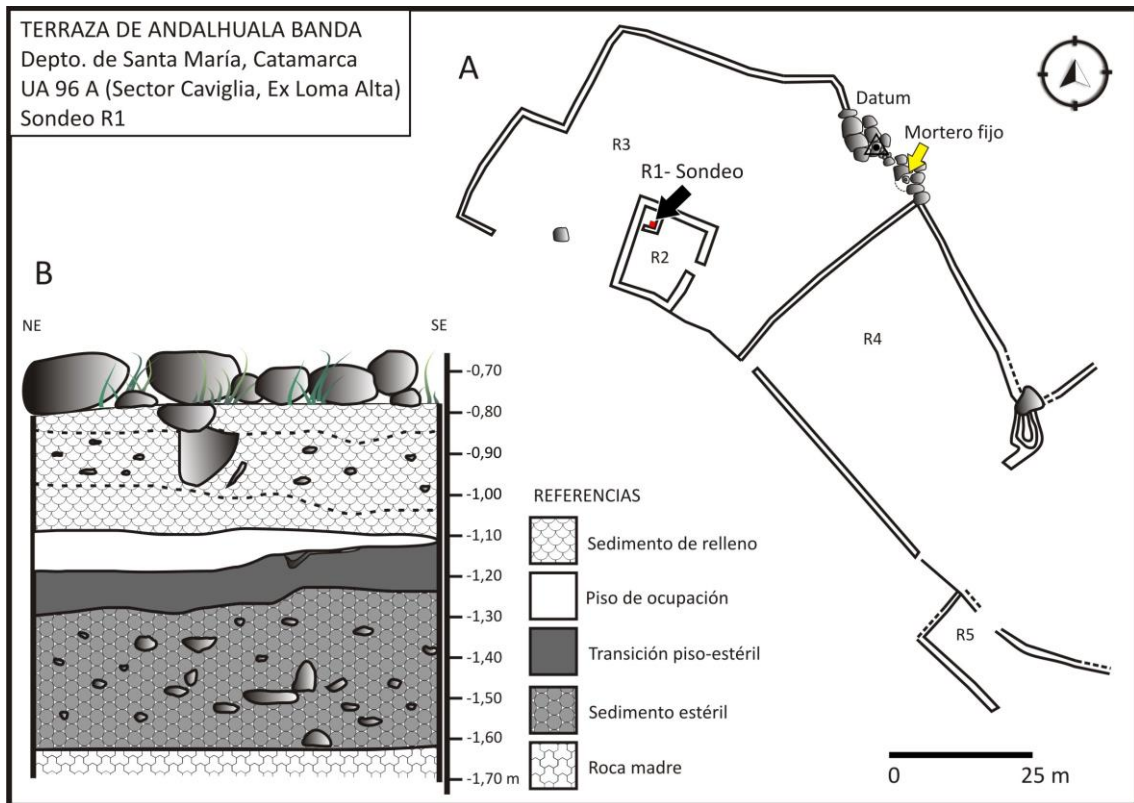 TERRAZA DE ANDALHUALA BANDA
Depto. de Santa María, Catamarca
UA 96 A (Sector Caviglia, Ex Loma Alta)
Sondeo R1
A
Datum
Mortero fijo
R3
R1- Sondeo
R2
R4
R5
B
NE
SE
-0,70
-0,80
-0,90
-1,00
-1,10
-1,20
-1,30
-1,40
-1,50
-1,60
-1,70 m
REFERENCIAS
Sedimento de relleno
Piso de ocupación
Transición piso-estéril
Sedimento estéril
Roca madre
0 25 m